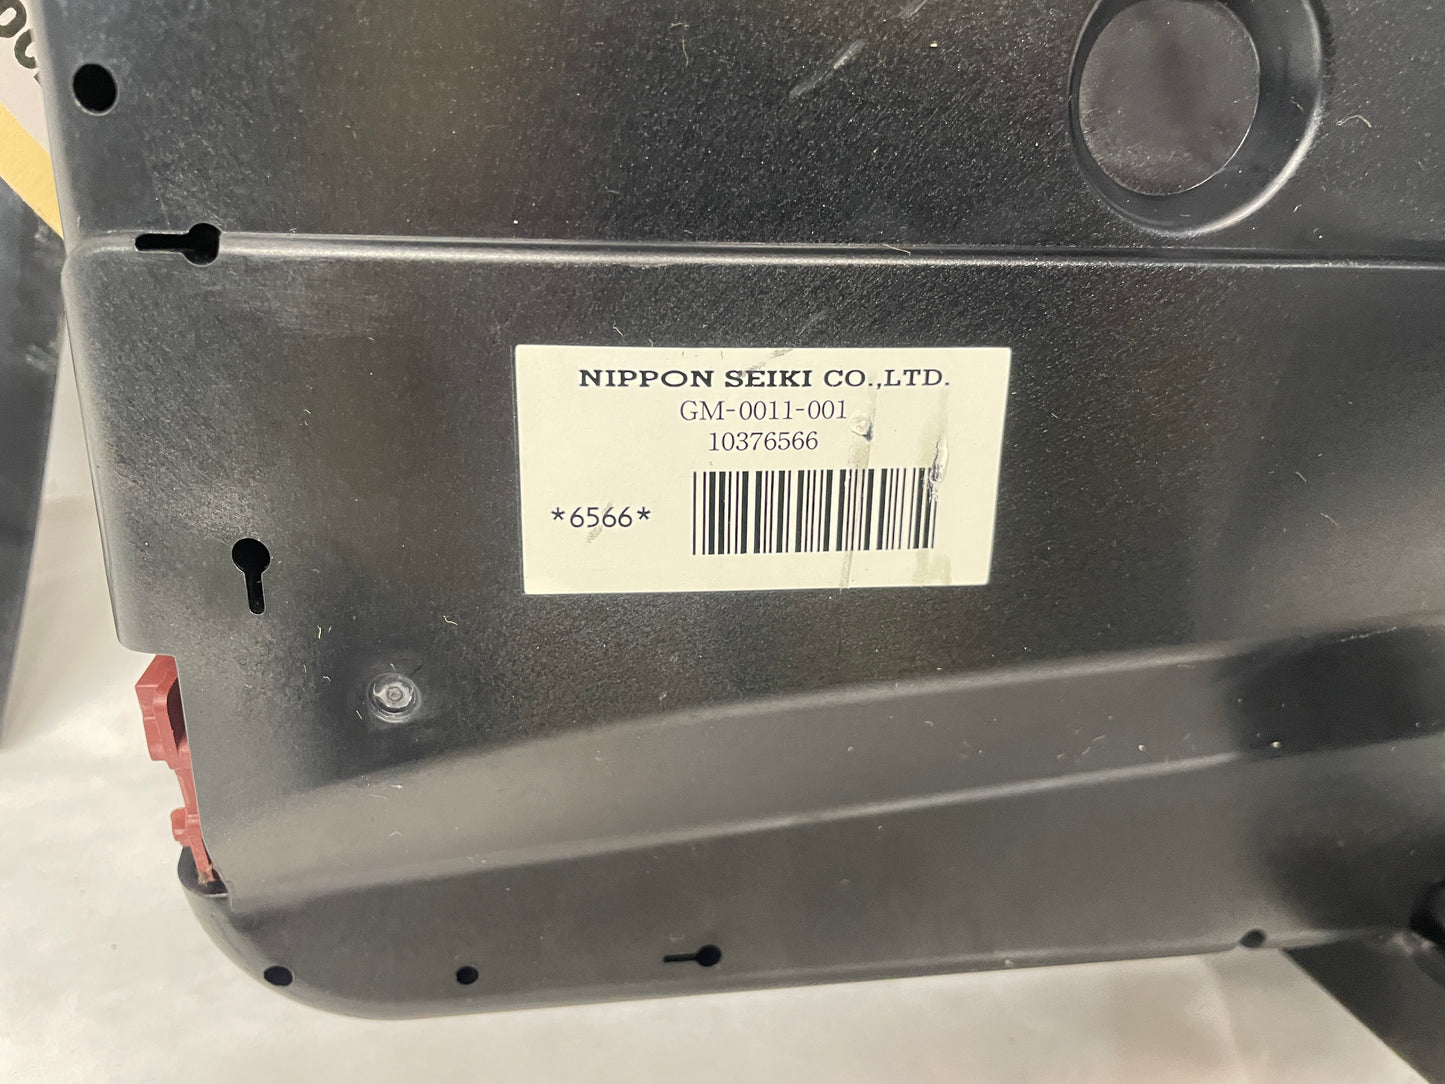 NIPPON SEIKI CO.,LTD.
GM-0011-001
10376566
*6566*